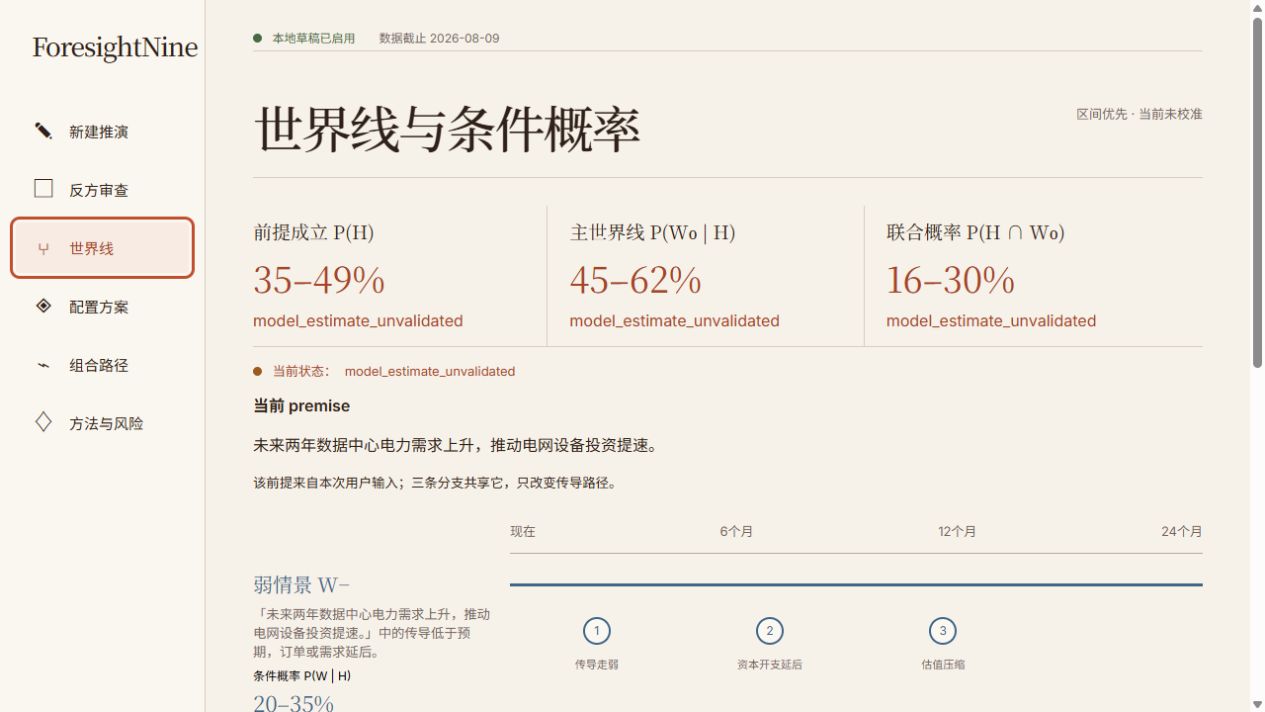 ForesightNine
新建推演
反方审查
世界线
配置方案
组合路径
方法与风险
本地草稿已启用 数据截止 2026-08-09
世界线与条件概率
区间优先 · 当前未校准
前提成立 P(H)
35–49%
model_estimate_unvalidated
主世界线 P(W₀ | H)
45–62%
model_estimate_unvalidated
联合概率 P(H ∩ W₀)
16–30%
model_estimate_unvalidated
当前状态： model_estimate_unvalidated
当前 premise
未来两年数据中心电力需求上升，推动电网设备投资提速。
该前提来自本次用户输入；三条分支共享它，只改变传导路径。
现在 6个月 12个月 24个月
弱情景 W−
「未来两年数据中心电力需求上升，推动
电网设备投资提速。」中的传导低于预
期，订单或需求延后。
条件概率 P(W | H)
20–35%
1 2 3
传导走弱 资本开支延后 估值压缩